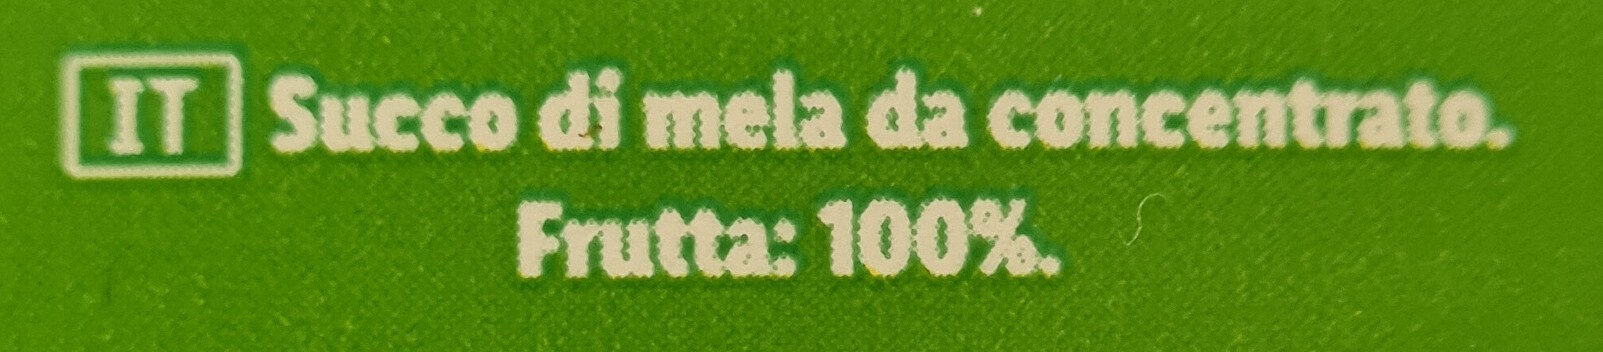 IT Succo di mela da concentrato.
Frutta: 100%.